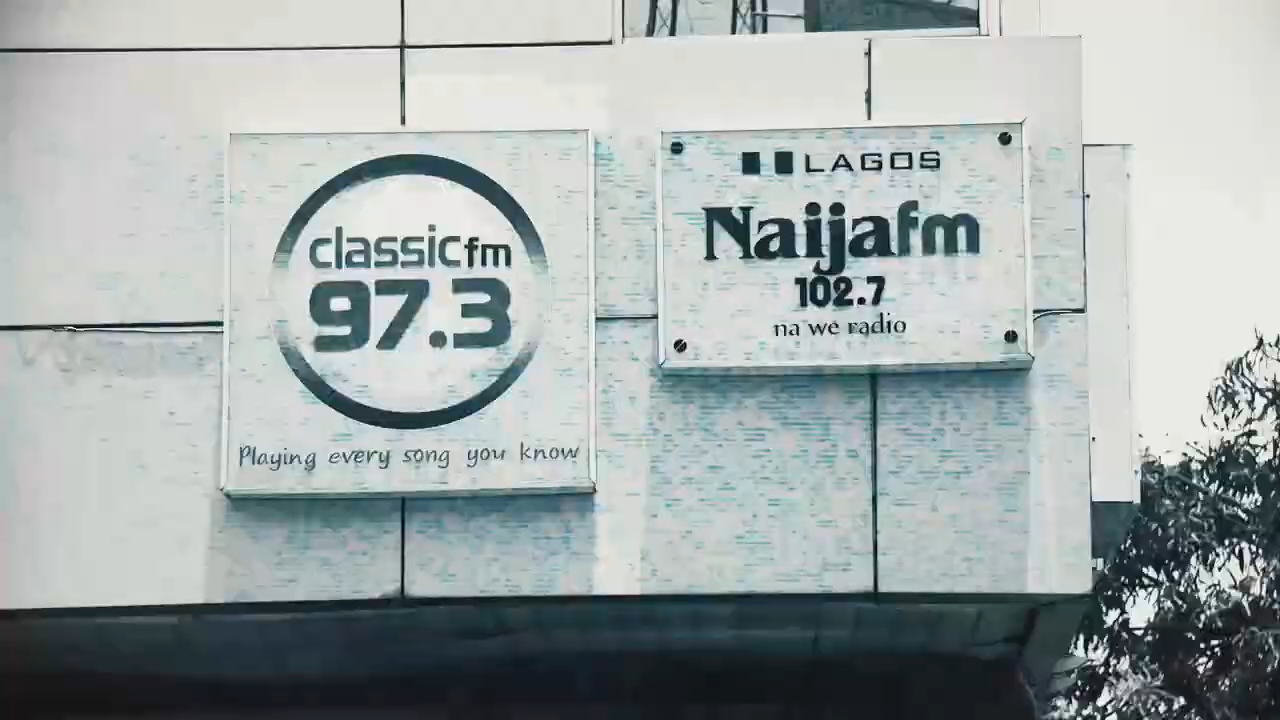 classic fm
97.3
Playing every song you know
LAGOS
Naijafm
102.7
na we radio